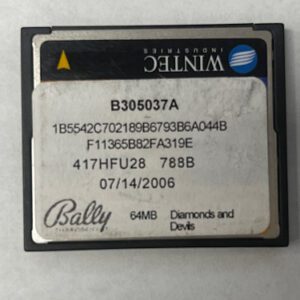 WINTEC
INDUSTRIES
B305037A
1B5542C702189B6793B6A044B
F11365B82FA319E
417HFU28 788B
07/14/2006
Bally
64MB Diamonds and
Devils